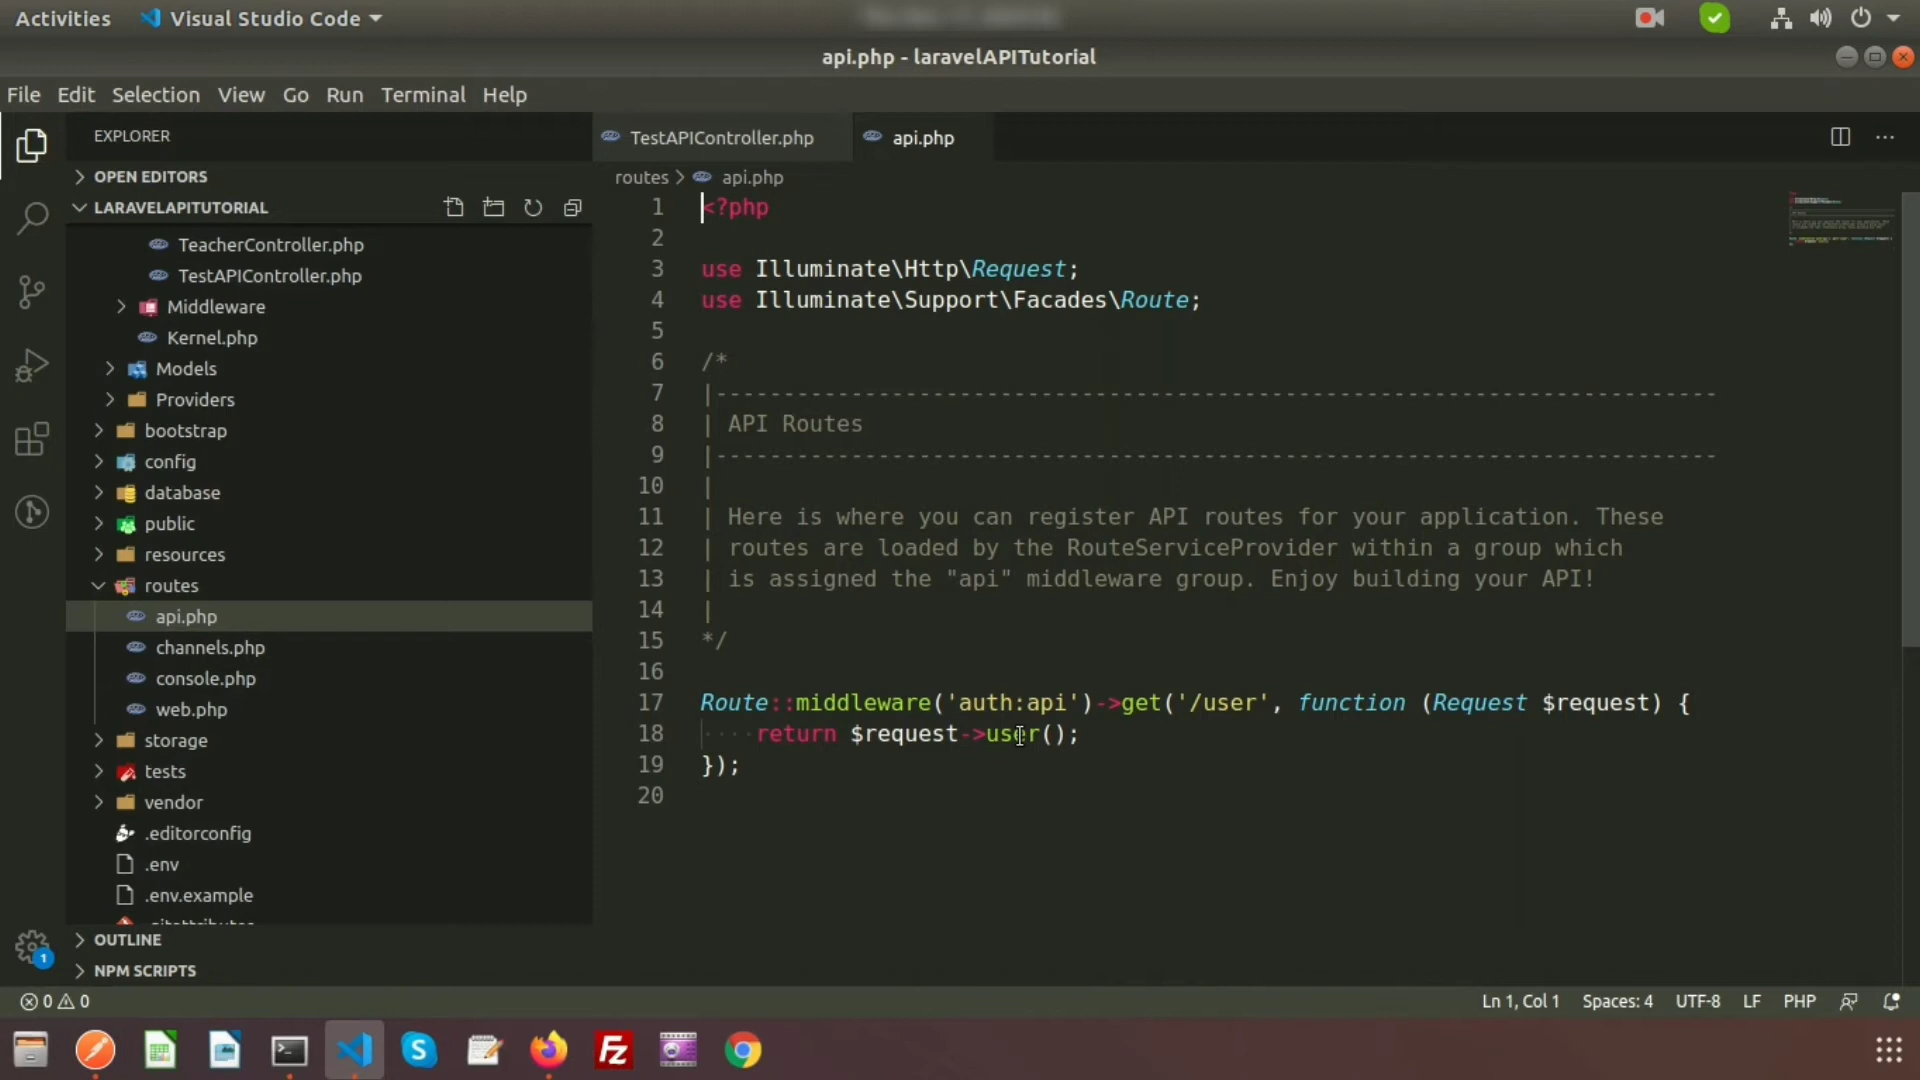 Activities
Visual Studio Code
api.php - laravelAPITutorial
File Edit Selection View Go Run Terminal Help
EXPLORER
OPEN EDITORS
LARAVELAPITUTORIAL
TeacherController.php
TestAPIController.php
Middleware
Kernel.php
Models
Providers
bootstrap
config
database
public
resources
routes
api.php
channels.php
console.php
web.php
storage
tests
vendor
.editorconfig
.env
.env.example
.gitattributes
OUTLINE
NPM SCRIPTS
TestAPIController.php
api.php
routes > api.php
1 <?php
2
3 use Illuminate\Http\Request;
4 use Illuminate\Support\Facades\Route;
5
6 /*
7 |--------------------------------------------------------------------------
8 | API Routes
9 |--------------------------------------------------------------------------
10 |
11 | Here is where you can register API routes for your application. These
12 | routes are loaded by the RouteServiceProvider within a group which
13 | is assigned the "api" middleware group. Enjoy building your API!
14 |
15 */
16
17 Route::middleware('auth:api')->get('/user', function (Request $request) {
18 ····return $request->user();
19 });
20
1
0 0
Ln 1, Col 1 Spaces: 4 UTF-8 LF PHP
S
Fz